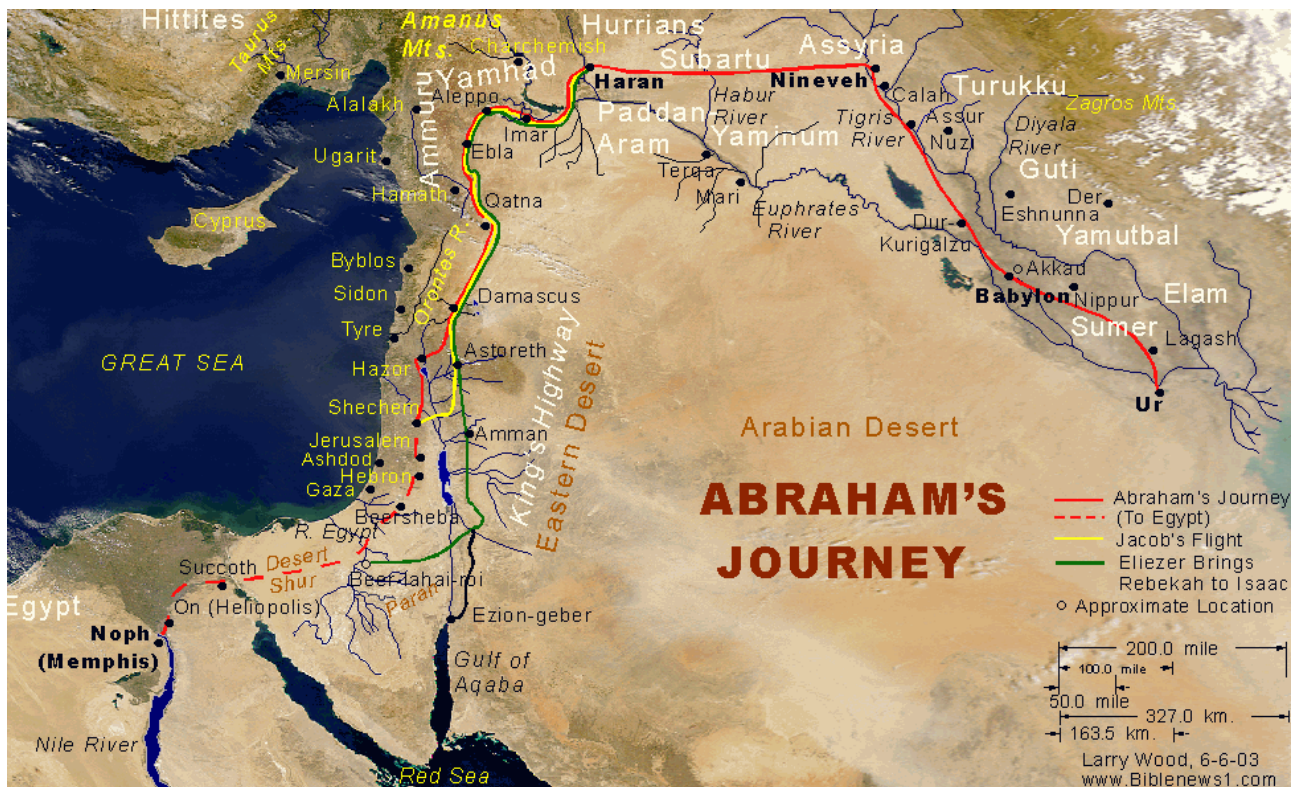 Hittites
Taurus
Mts.
Mersin
Amanus
Mts.
Charchemish
Hurrians
Subartu
Assyria
Haran
Nineveh
Yamhad
Ammuru
Alalakh
Aleppo
Imar
Ebla
Paddan-
Aram
Habur
River
Yaminum
Calah
Tigris
River
Assur
Nuzi
Turukku
Zagros Mts.
Diyala
River
Guti
Ugarit
Hamath
Qatna
Terqa
Mari
Euphrates
River
Der
Eshnunna
Yamutbal
Dur-
Kurigalzu
Cyprus
Orontes R.
Byblos
Sidon
Tyre
Damascus
Akkad
Babylon
Nippur
Elam
Sumer
Lagash
Ur
GREAT SEA
Hazor
Astoreth
Shechem
King's Highway
Eastern Desert
Jerusalem
Amman
Ashdod
Hebron
Gaza
Beersheba
R. Egypt
Arabian Desert
ABRAHAM'S
JOURNEY
Abraham's Journey
(To Egypt)
Jacob's Flight
Eliezer Brings
Rebekah to Isaac
Approximate Location
Succoth
Desert
Shur
Beer-lahai-roi
Paran
Egypt
On (Heliopolis)
Ezion-geber
Noph
(Memphis)
Gulf of
Aqaba
Nile River
Red Sea
200.0 mile
100.0 mile
50.0 mile
327.0 km.
163.5 km.
Larry Wood, 6-6-03
www.Biblenews1.com